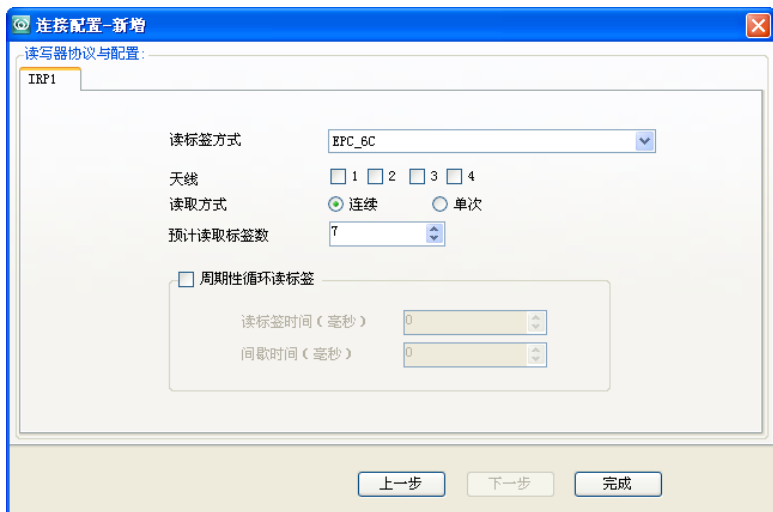 连接配置-新增
读写器协议与配置:
IRP1
读标签方式 EPC_6C
天线 1 2 3 4
读取方式 连续 单次
预计读取标签数 7
周期性循环读标签
读标签时间(毫秒) 0
间歇时间(毫秒) 0
上一步 下一步 完成